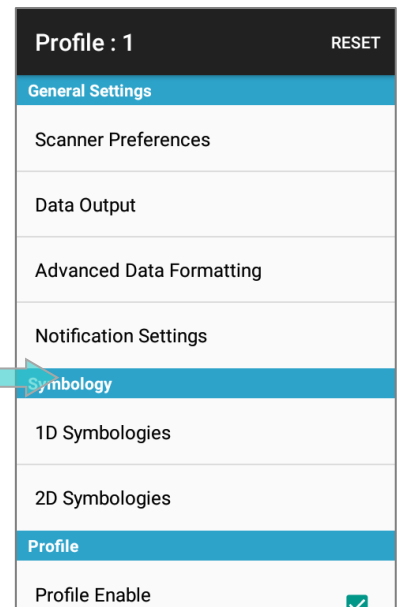 Profile : 1 RESET
General Settings
Scanner Preferences
Data Output
Advanced Data Formatting
Notification Settings
Symbology
1D Symbologies
2D Symbologies
Profile
Profile Enable